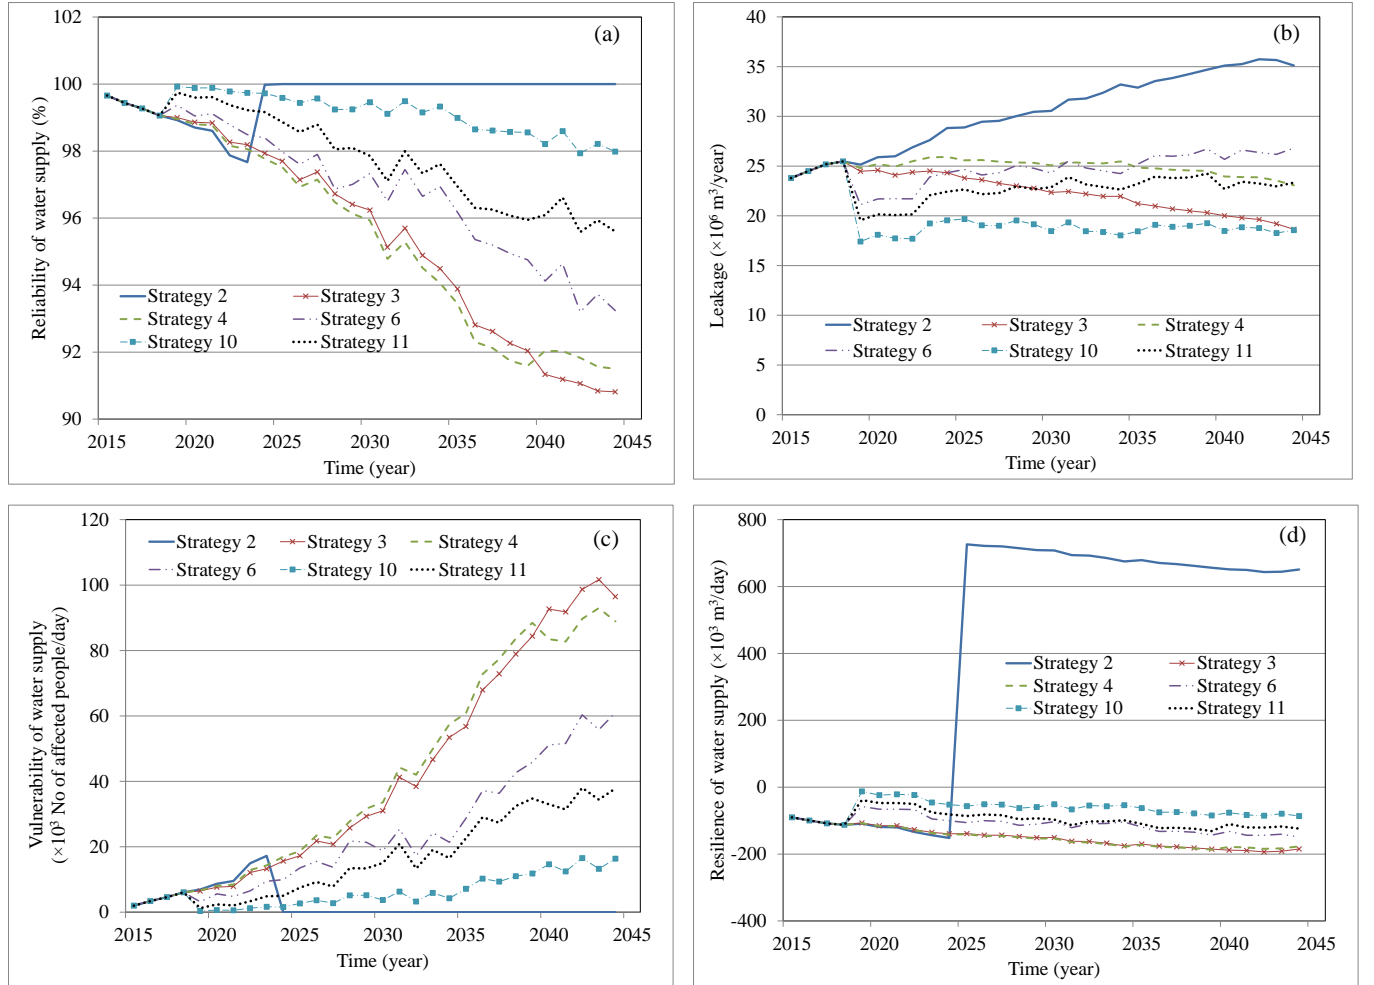 (a)
102
100
98
96
94
92
90
Reliability of water supply (%)
Strategy 2 Strategy 3
Strategy 4 Strategy 6
Strategy 10 Strategy 11
2015 2020 2025 2030 2035 2040 2045
Time (year)
(b)
40
35
30
25
20
15
10
5
0
Leakage (×10⁶ m³/year)
Strategy 2 Strategy 3 Strategy 4
Strategy 6 Strategy 10 Strategy 11
2015 2020 2025 2030 2035 2040 2045
Time (year)
(c)
120
100
80
60
40
20
0
Vulnerability of water supply
(×10³ No of affected people/day)
Strategy 2 Strategy 3 Strategy 4
Strategy 6 Strategy 10 Strategy 11
2015 2020 2025 2030 2035 2040 2045
Time (year)
(d)
800
600
400
200
0
-200
-400
Resilience of water supply (×10³ m³/day)
Strategy 2 Strategy 3
Strategy 4 Strategy 6
Strategy 10 Strategy 11
2015 2020 2025 2030 2035 2040 2045
Time (year)